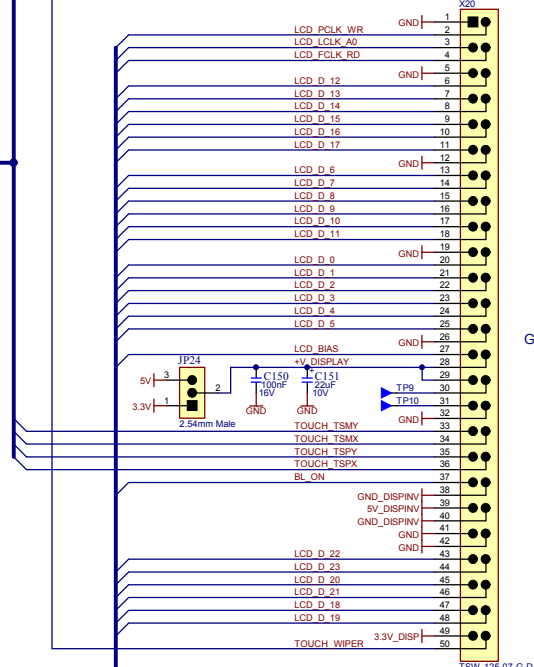 X20
GND 1
LCD_PCLK_WR 2
LCD_LCLK_A0 3
LCD_FCLK_RD 4
GND 5
LCD_D_12 6
LCD_D_13 7
LCD_D_14 8
LCD_D_15 9
LCD_D_16 10
LCD_D_17 11
GND 12
LCD_D_6 13
LCD_D_7 14
LCD_D_8 15
LCD_D_9 16
LCD_D_10 17
LCD_D_11 18
GND 19
LCD_D_0 20
LCD_D_1 21
LCD_D_2 22
LCD_D_3 23
LCD_D_4 24
LCD_D_5 25
GND 26
G
LCD_BIAS 27
JP24 +V_DISPLAY 28
5V 3 C150 C151 29
100nF 22uF
16V 10V
+
2 TP9 30
3.3V 1 TP10 31
GND GND GND 32
2.54mm Male
TOUCH_TSMY 33
TOUCH_TSMX 34
TOUCH_TSPY 35
TOUCH_TSPX 36
BL_ON 37
GND_DISPINV 38
5V_DISPINV 39
GND_DISPINV 40
GND 41
GND 42
LCD_D_22 43
LCD_D_23 44
LCD_D_20 45
LCD_D_21 46
LCD_D_18 47
LCD_D_19 48
3.3V_DISP 49
TOUCH_WIPER 50
TSW-125-07-G-D